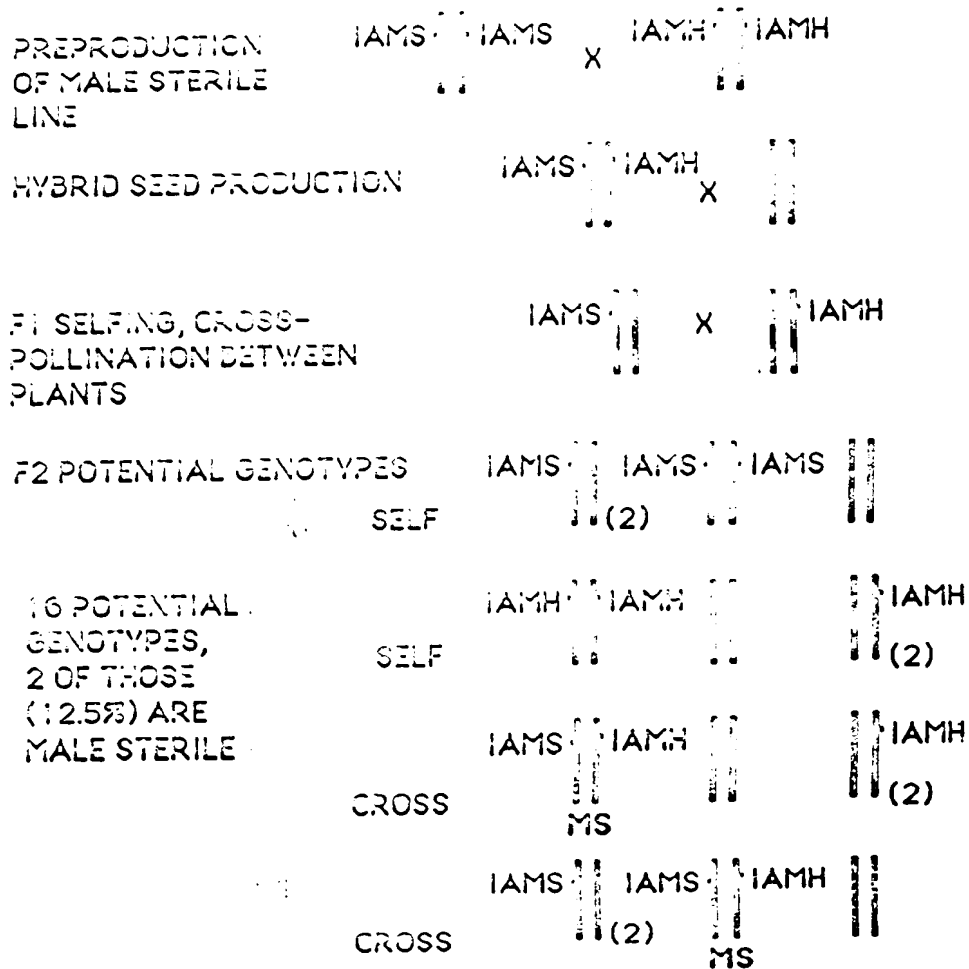 PREPRODUCTION
OF MALE STERILE
LINE
IAMS IAMS X IAMH IAMH
HYBRID SEED PRODUCTION
IAMS IAMH X
F1 SELFING, CROSS-
POLLINATION BETWEEN
PLANTS
IAMS X IAMH
F2 POTENTIAL GENOTYPES
IAMS IAMS IAMS
SELF
(2)
16 POTENTIAL
GENOTYPES,
2 OF THOSE
(12.5%) ARE
MALE STERILE
IAMH IAMH IAMH
SELF
(2)
IAMS IAMH IAMH
CROSS
(2)
MS
IAMS IAMS IAMH
CROSS
(2)
MS